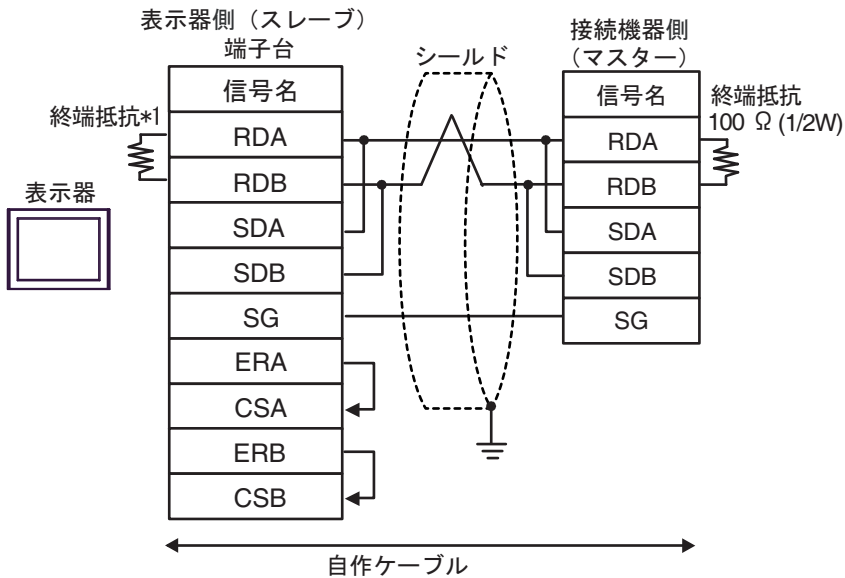 表示器側（スレーブ）
端子台
接続機器側
（マスター）
シールド
信号名
信号名
終端抵抗*1
終端抵抗
100 Ω (1/2W)
RDA
RDA
RDB
RDB
表示器
SDA
SDA
SDB
SDB
SG
SG
ERA
CSA
ERB
CSB
自作ケーブル